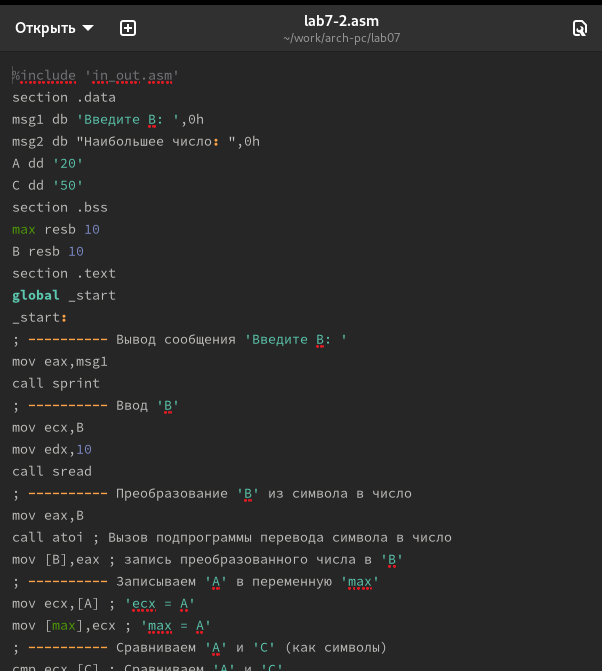 Открыть
lab7-2.asm
~/work/arch-pc/lab07
%include 'in_out.asm'
section .data
msg1 db 'Введите B: ',0h
msg2 db "Наибольшее число: ",0h
A dd '20'
C dd '50'
section .bss
max resb 10
B resb 10
section .text
global _start
_start:
; ---------- Вывод сообщения 'Введите B: '
mov eax,msg1
call sprint
; ---------- Ввод 'B'
mov ecx,B
mov edx,10
call sread
; ---------- Преобразование 'B' из символа в число
mov eax,B
call atoi ; Вызов подпрограммы перевода символа в число
mov [B],eax ; запись преобразованного числа в 'B'
; ---------- Записываем 'A' в переменную 'max'
mov ecx,[A] ; 'ecx = A'
mov [max],ecx ; 'max = A'
; ---------- Сравниваем 'A' и 'С' (как символы)
cmp ecx,[C] ; Сравниваем 'A' и 'С'